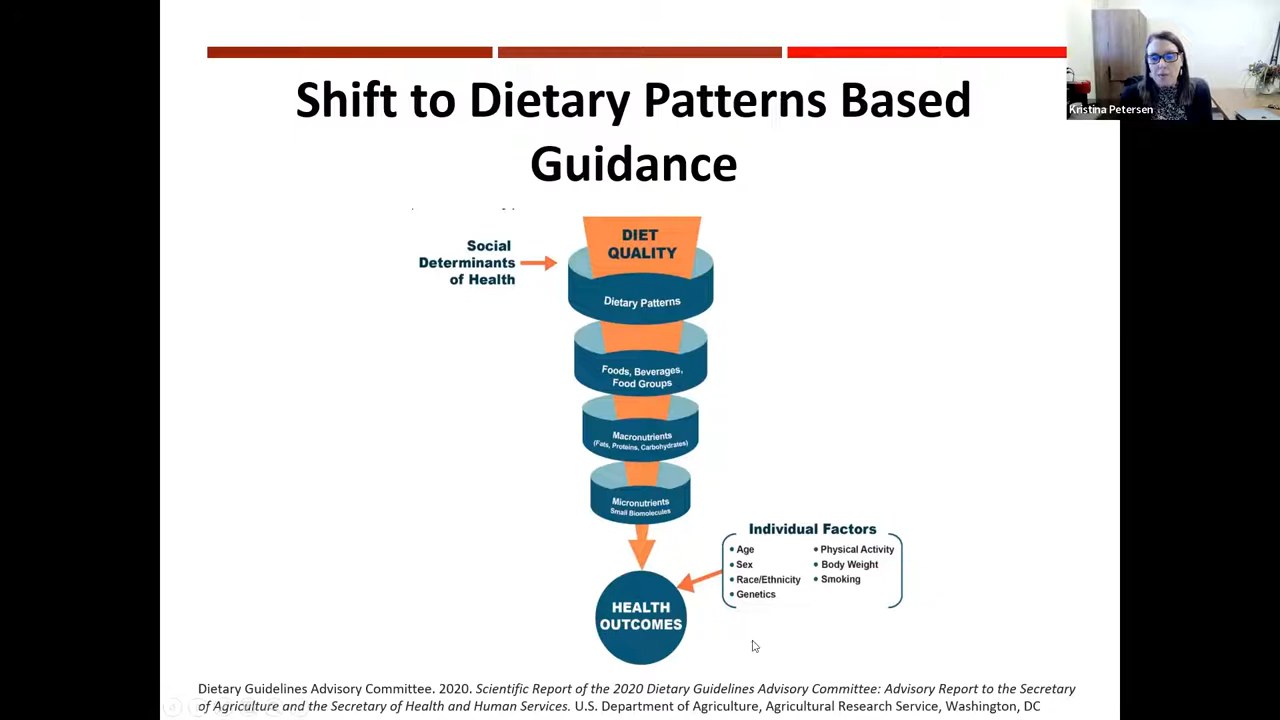 Shift to Dietary Patterns Based
Guidance
Kristina Petersen
DIET
QUALITY
Social
Determinants
of Health
Dietary Patterns
Foods, Beverages,
Food Groups
Macronutrients
(Fats, Proteins, Carbohydrates)
Micronutrients
Small Biomolecules
Individual Factors
• Age
• Sex
• Race/Ethnicity
• Genetics
• Physical Activity
• Body Weight
• Smoking
HEALTH
OUTCOMES
Dietary Guidelines Advisory Committee. 2020. Scientific Report of the 2020 Dietary Guidelines Advisory Committee: Advisory Report to the Secretary
of Agriculture and the Secretary of Health and Human Services. U.S. Department of Agriculture, Agricultural Research Service, Washington, DC